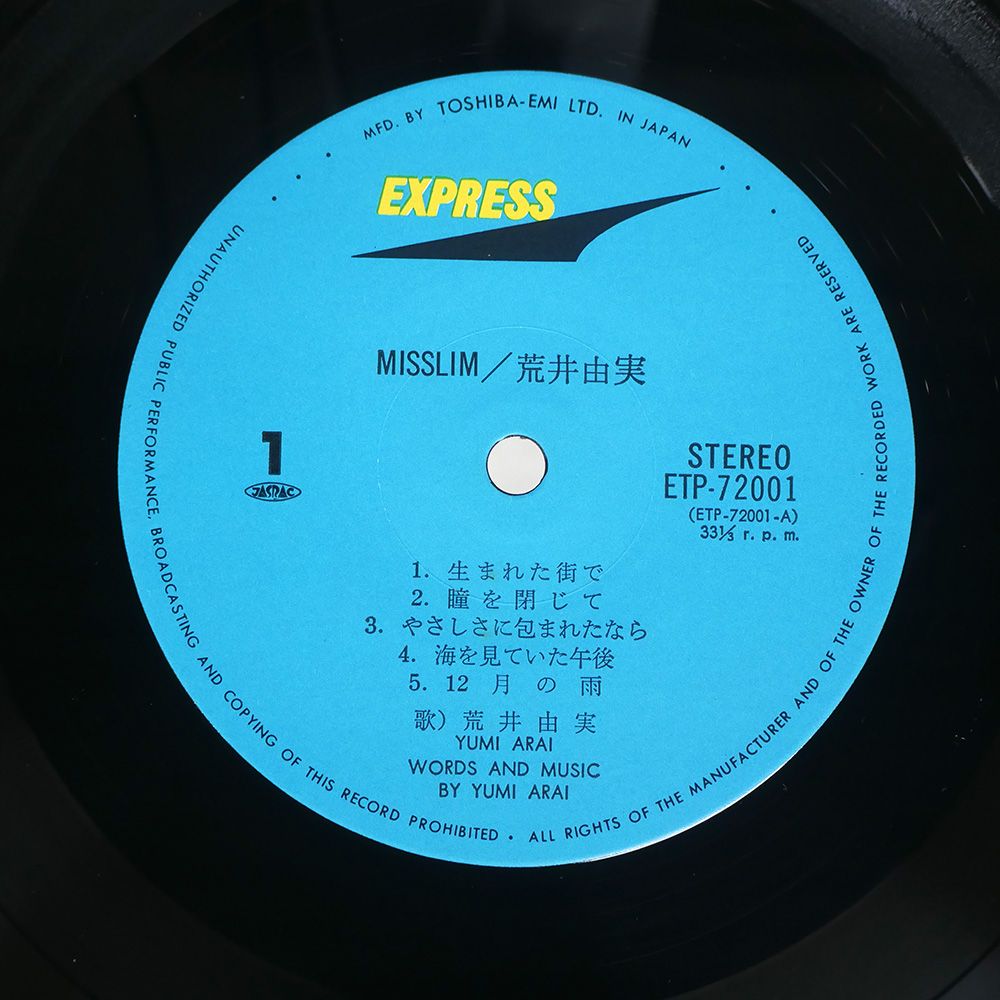 MFD. BY TOSHIBA-EMI LTD. IN JAPAN
EXPRESS
MISSLIM/荒井由実
1
JASRAC
STEREO
ETP-72001
(ETP-72001-A)
33⅓ r. p. m.
1. 生まれた街で
2. 瞳を閉じて
3. やさしさに包まれたなら
4. 海を見ていた午後
5. 12月の雨
歌) 荒井由実
YUMI ARAI
WORDS AND MUSIC
BY YUMI ARAI
UNAUTHORIZED PUBLIC PERFORMANCE, BROADCASTING AND COPYING OF THIS RECORD PROHIBITED • ALL RIGHTS OF THE MANUFACTURER AND OF THE OWNER OF THE RECORDED WORK ARE RESERVED